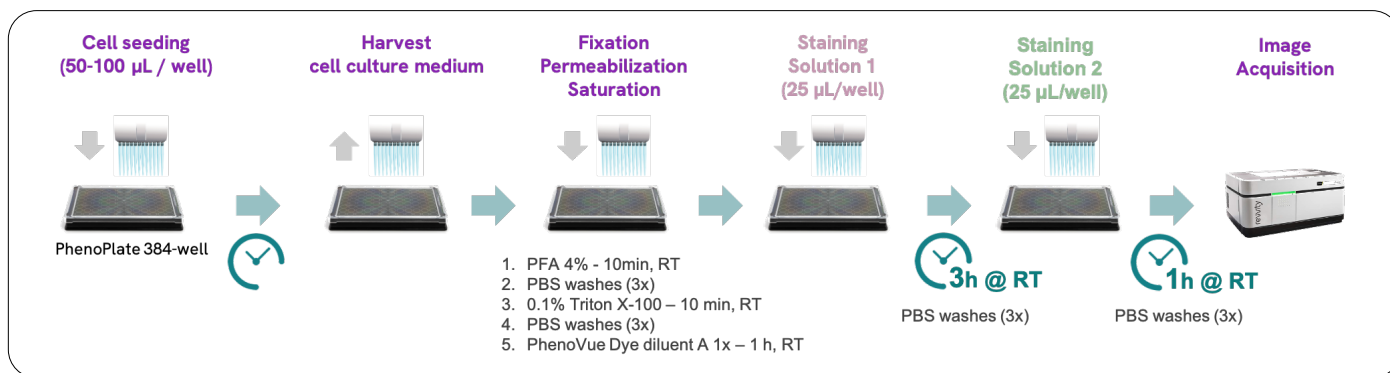 Cell seeding
(50-100 µL / well)
Harvest
cell culture medium
Fixation
Permeabilization
Saturation
Staining
Solution 1
(25 µL/well)
Staining
Solution 2
(25 µL/well)
Image
Acquisition
PhenoPlate 384-well
1. PFA 4% - 10min, RT
2. PBS washes (3x)
3. 0.1% Triton X-100 – 10 min, RT
4. PBS washes (3x)
5. PhenoVue Dye diluent A 1x – 1 h, RT
3h @ RT
PBS washes (3x)
1h @ RT
PBS washes (3x)
revvity